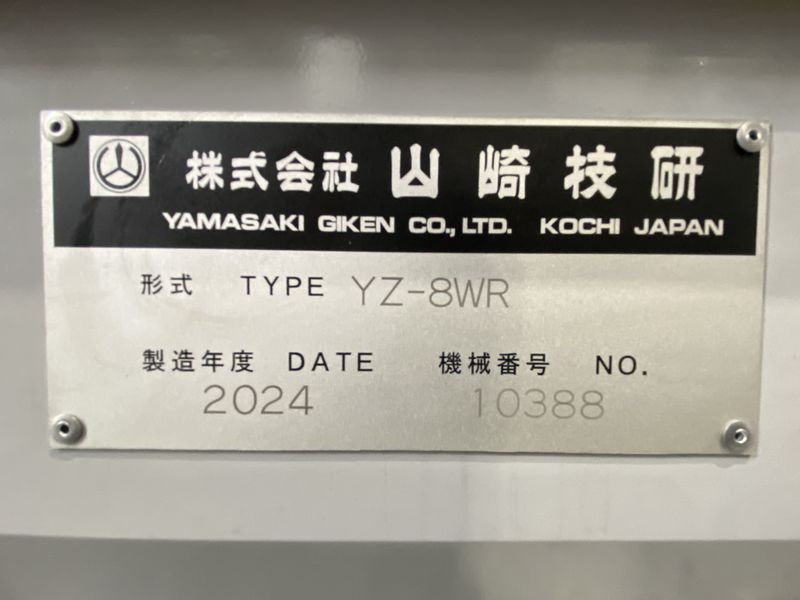 株式会社 山崎技研
YAMASAKI GIKEN CO., LTD. KOCHI JAPAN
形式 TYPE YZ-8WR
製造年度 DATE 機械番号 NO.
2024 10388